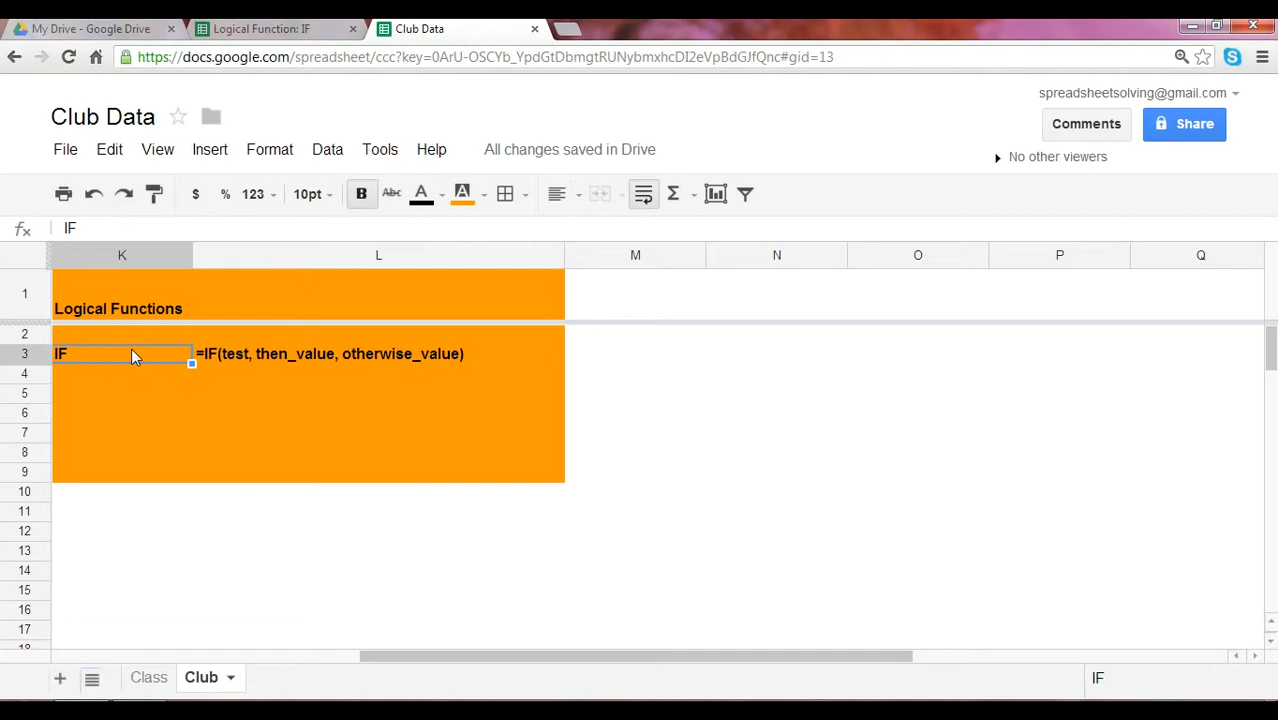 My Drive - Google Drive
Logical Function: IF
Club Data
https://docs.google.com/spreadsheet/ccc?key=0ArU-OSCYb_YpdGtDbmgtRUNybmxhcDI2eVpBdGJfQnc#gid=13
spreadsheetsolving@gmail.com
Club Data
Comments
Share
File Edit View Insert Format Data Tools Help All changes saved in Drive
No other viewers
$ % 123 10pt B Abc A A Σ
fx IF
K L M N O P Q
1 Logical Functions
2
3 IF =IF(test, then_value, otherwise_value)
4
5
6
7
8
9
10
11
12
13
14
15
16
17
18
+ Class Club IF